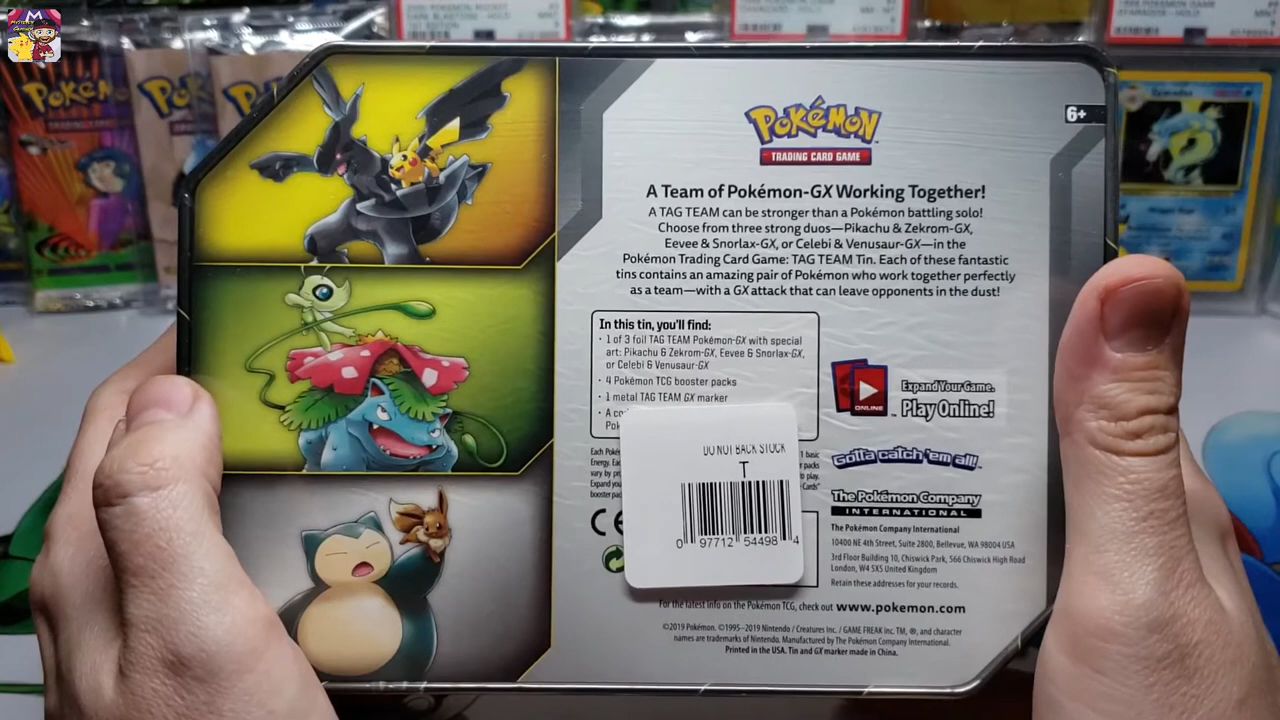 POKÉMON
TRADING CARD GAME
6+
A Team of Pokémon-GX Working Together!
A TAG TEAM can be stronger than a Pokémon battling solo!
Choose from three strong duos—Pikachu & Zekrom-GX,
Eevee & Snorlax-GX, or Celebi & Venusaur-GX—in the
Pokémon Trading Card Game: TAG TEAM Tin. Each of these fantastic
tins contains an amazing pair of Pokémon who work together perfectly
as a team—with a GX attack that can leave opponents in the dust!
In this tin, you'll find:
• 1 of 3 foil TAG TEAM Pokémon-GX with special
art: Pikachu & Zekrom-GX, Eevee & Snorlax-GX,
or Celebi & Venusaur-GX
• 4 Pokémon TCG booster packs
• 1 metal TAG TEAM GX marker
• A
DO NOT BACK STOCK
T
0 97712 54498 4
ONLINE
Expand Your Game.
Play Online!
Gotta catch 'em all!
The Pokémon Company
INTERNATIONAL
The Pokémon Company International
10400 NE 4th Street, Suite 2800, Bellevue, WA 98004 USA
3rd Floor Building 10, Chiswick Park, 566 Chiswick High Road
London, W4 5XS United Kingdom
Retain these addresses for your records.
For the latest info on the Pokémon TCG, check out www.pokemon.com
©2019 Pokémon. ©1995–2019 Nintendo / Creatures Inc. / GAME FREAK inc. TM, ®, and character
names are trademarks of Nintendo. Manufactured by The Pokémon Company International.
Printed in the USA. Tin and GX marker made in China.